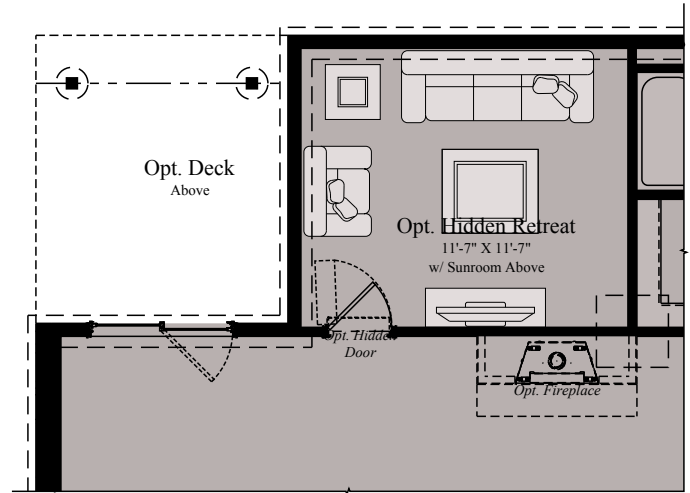 Opt. Deck
Above
Opt. Hidden Retreat
11'-7" X 11'-7"
w/ Sunroom Above
Opt. Hidden
Door
Opt. Fireplace